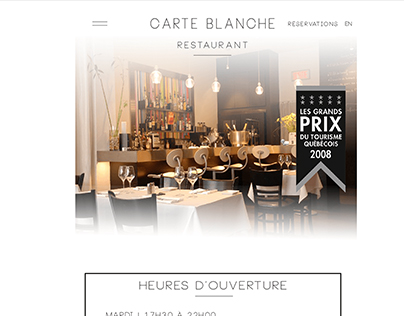 CARTE BLANCHE RESERVATIONS EN
RESTAURANT
LES GRANDS
PRIX
DU TOURISME
QUÉBÉCOIS
2008
HEURES D'OUVERTURE
MARDI | 17H30 À 22H00